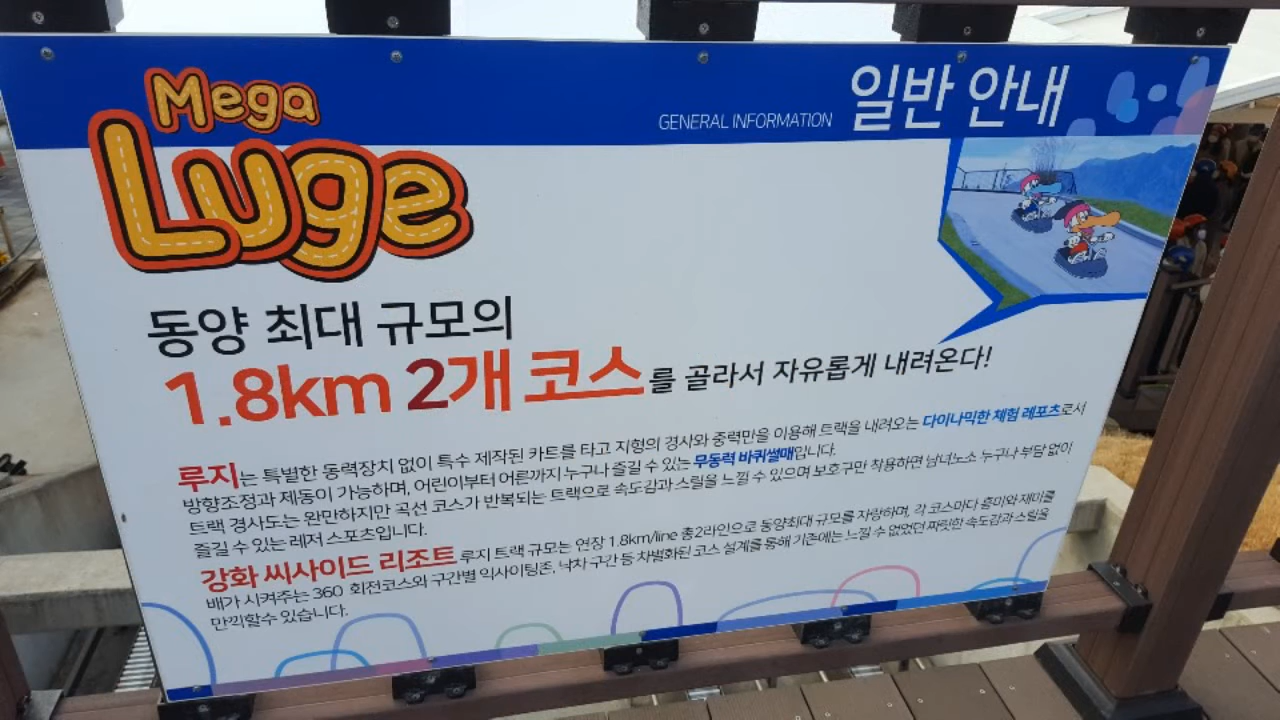 Mega
Luge
GENERAL INFORMATION 일반 안내
동양 최대 규모의
1.8km 2개 코스를 골라서 자유롭게 내려온다!
루지는 특별한 동력장치 없이 특수 제작된 카트를 타고 지형의 경사와 중력만을 이용해 트랙을 내려오는 다이나믹한 체험 레포츠로서
방향조정과 제동이 가능하며, 어린이부터 어른까지 누구나 즐길 수 있는 무동력 바퀴썰매입니다.
트랙 경사도는 완만하지만 곡선 코스가 반복되는 트랙으로 속도감과 스릴을 느낄 수 있으며 보호구만 착용하면 남녀노소 누구나 부담 없이
즐길 수 있는 레저 스포츠입니다.
강화 씨사이드 리조트 루지 트랙 규모는 연장 1.8km/line 총2라인으로 동양최대 규모를 자랑하며, 각 코스마다 흥미와 재미를
배가 시켜주는 360 회전코스와 구간별 익사이팅존, 낙차 구간 등 차별화된 코스 설계를 통해 기존에는 느낄 수 없었던 짜릿한 속도감과 스릴을
만끽할수 있습니다.